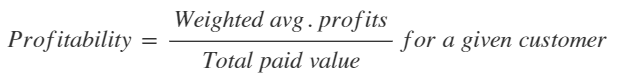 Profitability = Weighted avg. profits / Total paid value for a given customer